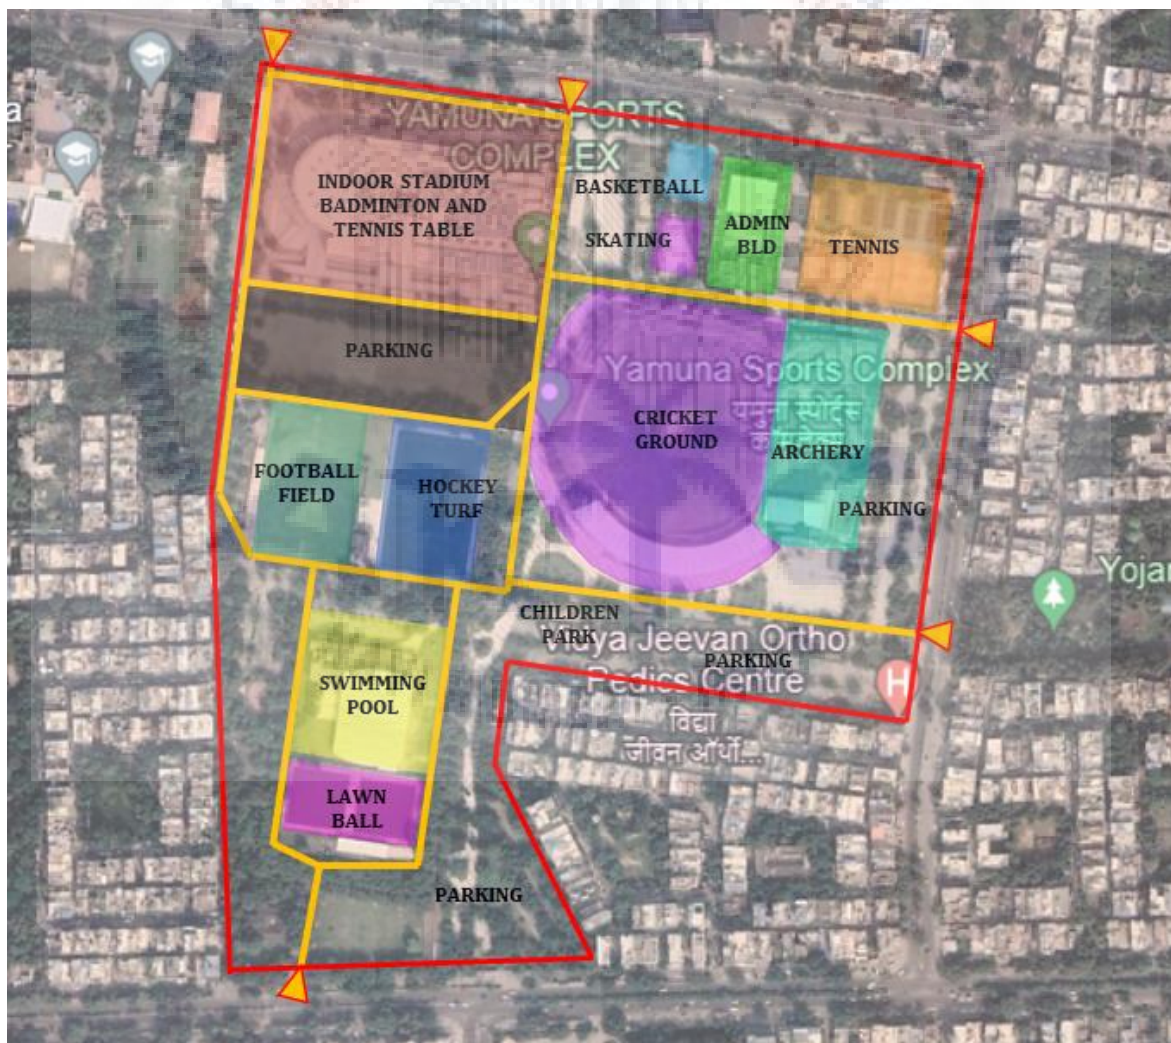 YAMUNA SPORTS
COMPLEX
INDOOR STADIUM
BADMINTON AND
TENNIS TABLE
BASKETBALL
SKATING
ADMIN
BLD
TENNIS
PARKING
Yamuna Sports Complex
यमुना स्पोर्ट्स
CRICKET
GROUND
ARCHERY
PARKING
FOOTBALL
FIELD
HOCKEY
TURF
CHILDREN
PARK
Vidya Jeevan Ortho
Pedics Centre
विद्या
जीवन ऑर्थो...
PARKING
H
SWIMMING
POOL
LAWN
BALL
PARKING